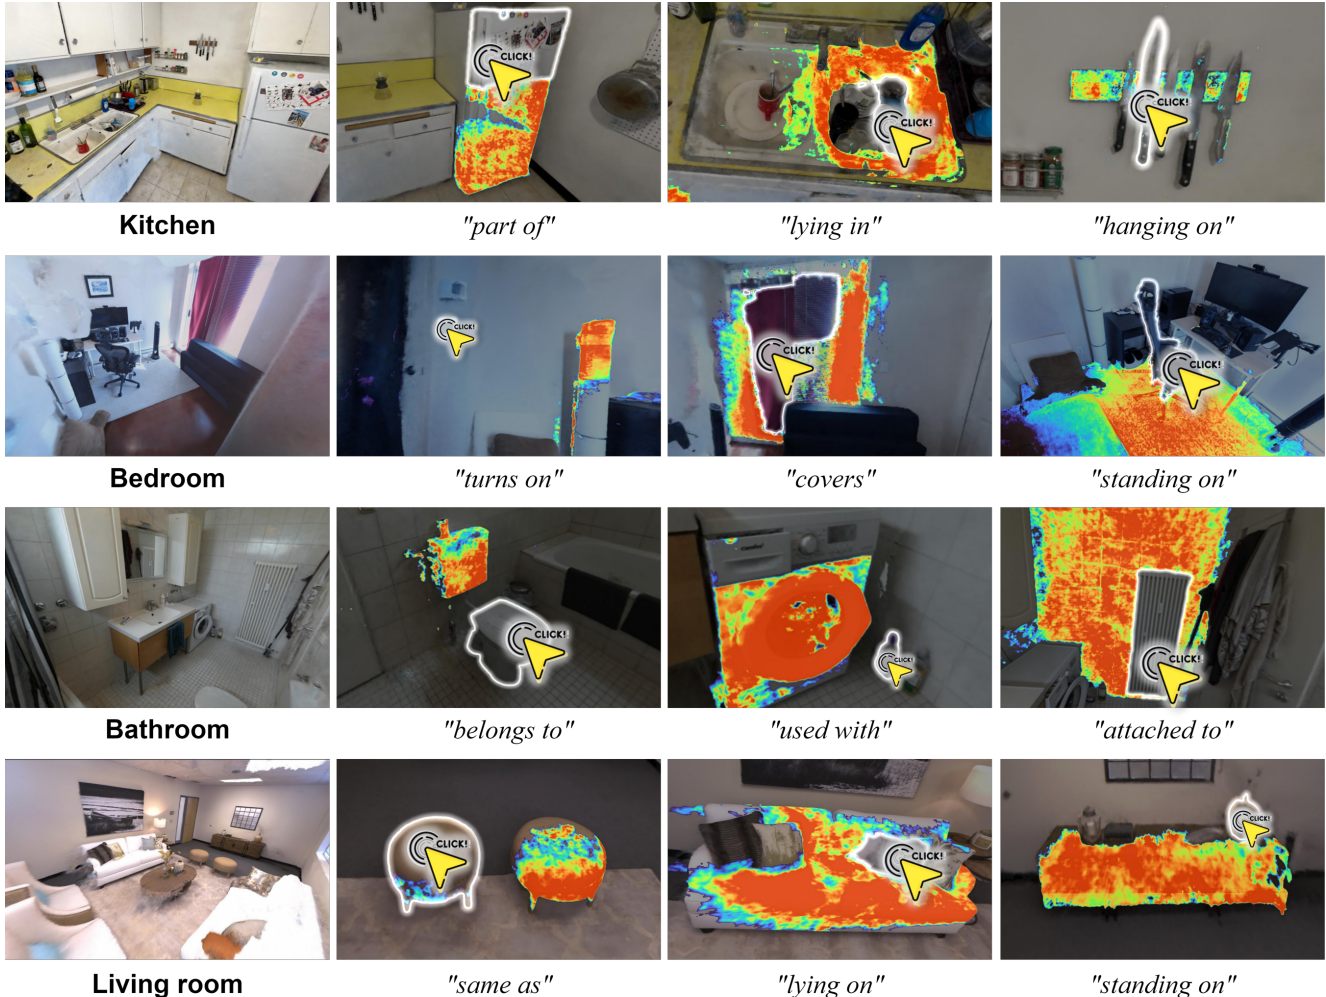 CLICK!
CLICK!
CLICK!
Kitchen
"part of"
"lying in"
"hanging on"
CLICK!
CLICK!
CLICK!
Bedroom
"turns on"
"covers"
"standing on"
CLICK!
CLICK!
CLICK!
Bathroom
"belongs to"
"used with"
"attached to"
CLICK!
CLICK!
CLICK!
Living room
"same as"
"lying on"
"standing on"